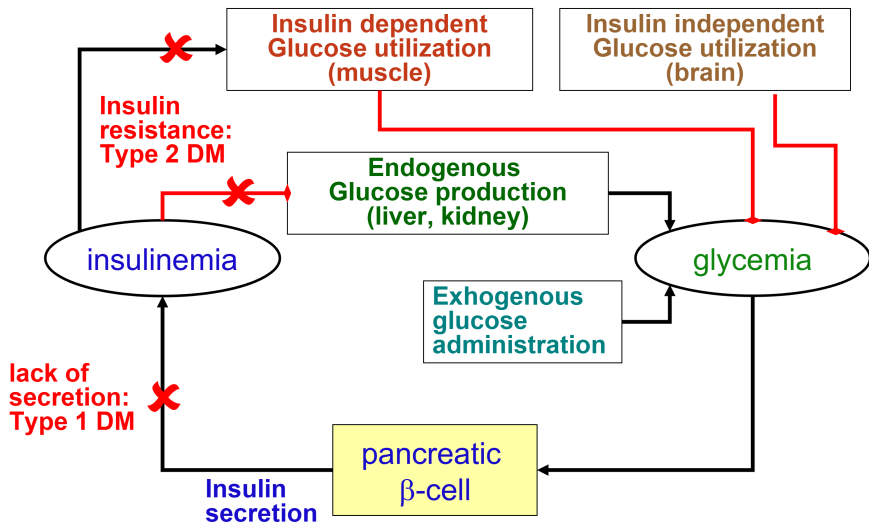 Insulin dependent
Glucose utilization
(muscle)
Insulin independent
Glucose utilization
(brain)
Insulin
resistance:
Type 2 DM
Endogenous
Glucose production
(liver, kidney)
insulinemia
glycemia
Exhogenous
glucose
administration
lack of
secretion:
Type 1 DM
pancreatic
β-cell
Insulin
secretion